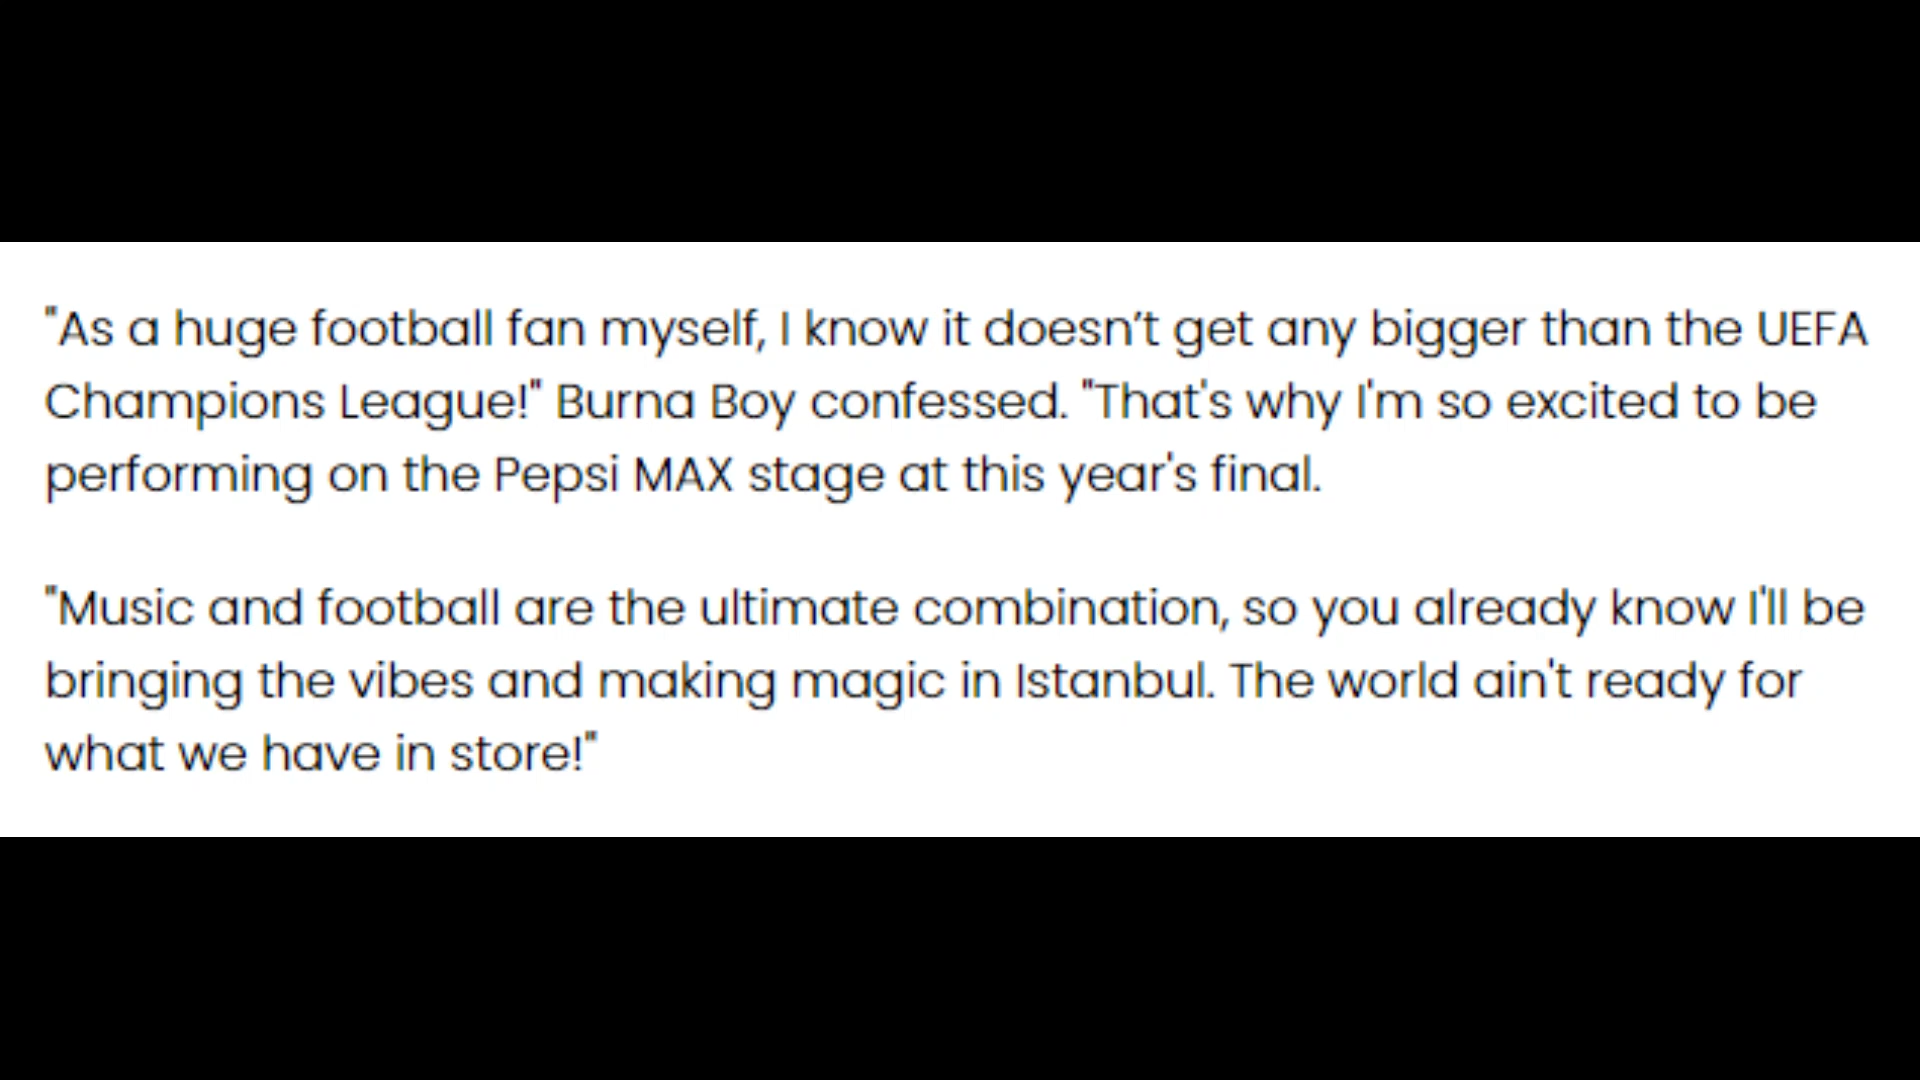 "As a huge football fan myself, I know it doesn’t get any bigger than the UEFA
Champions League!" Burna Boy confessed. "That's why I'm so excited to be
performing on the Pepsi MAX stage at this year's final.
"Music and football are the ultimate combination, so you already know I'll be
bringing the vibes and making magic in Istanbul. The world ain't ready for
what we have in store!"